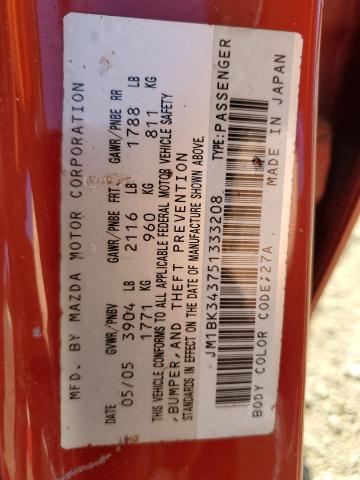 MFD. BY MAZDA MOTOR CORPORATION
DATE GVWR/PNBV GAWR/PNBE FRT GAWR/PNBE RR
05/05 3904 LB 2116 LB 1788 LB
1771 KG 960 KG 811 KG
THIS VEHICLE CONFORMS TO ALL APPLICABLE FEDERAL MOTOR VEHICLE SAFETY
,BUMPER,AND THEFT PREVENTION
STANDARDS IN EFFECT ON THE DATE OF MANUFACTURE SHOWN ABOVE.
JM1BK343751333208 TYPE:PASSENGER
BODY COLOR CODE;27A MADE IN JAPAN